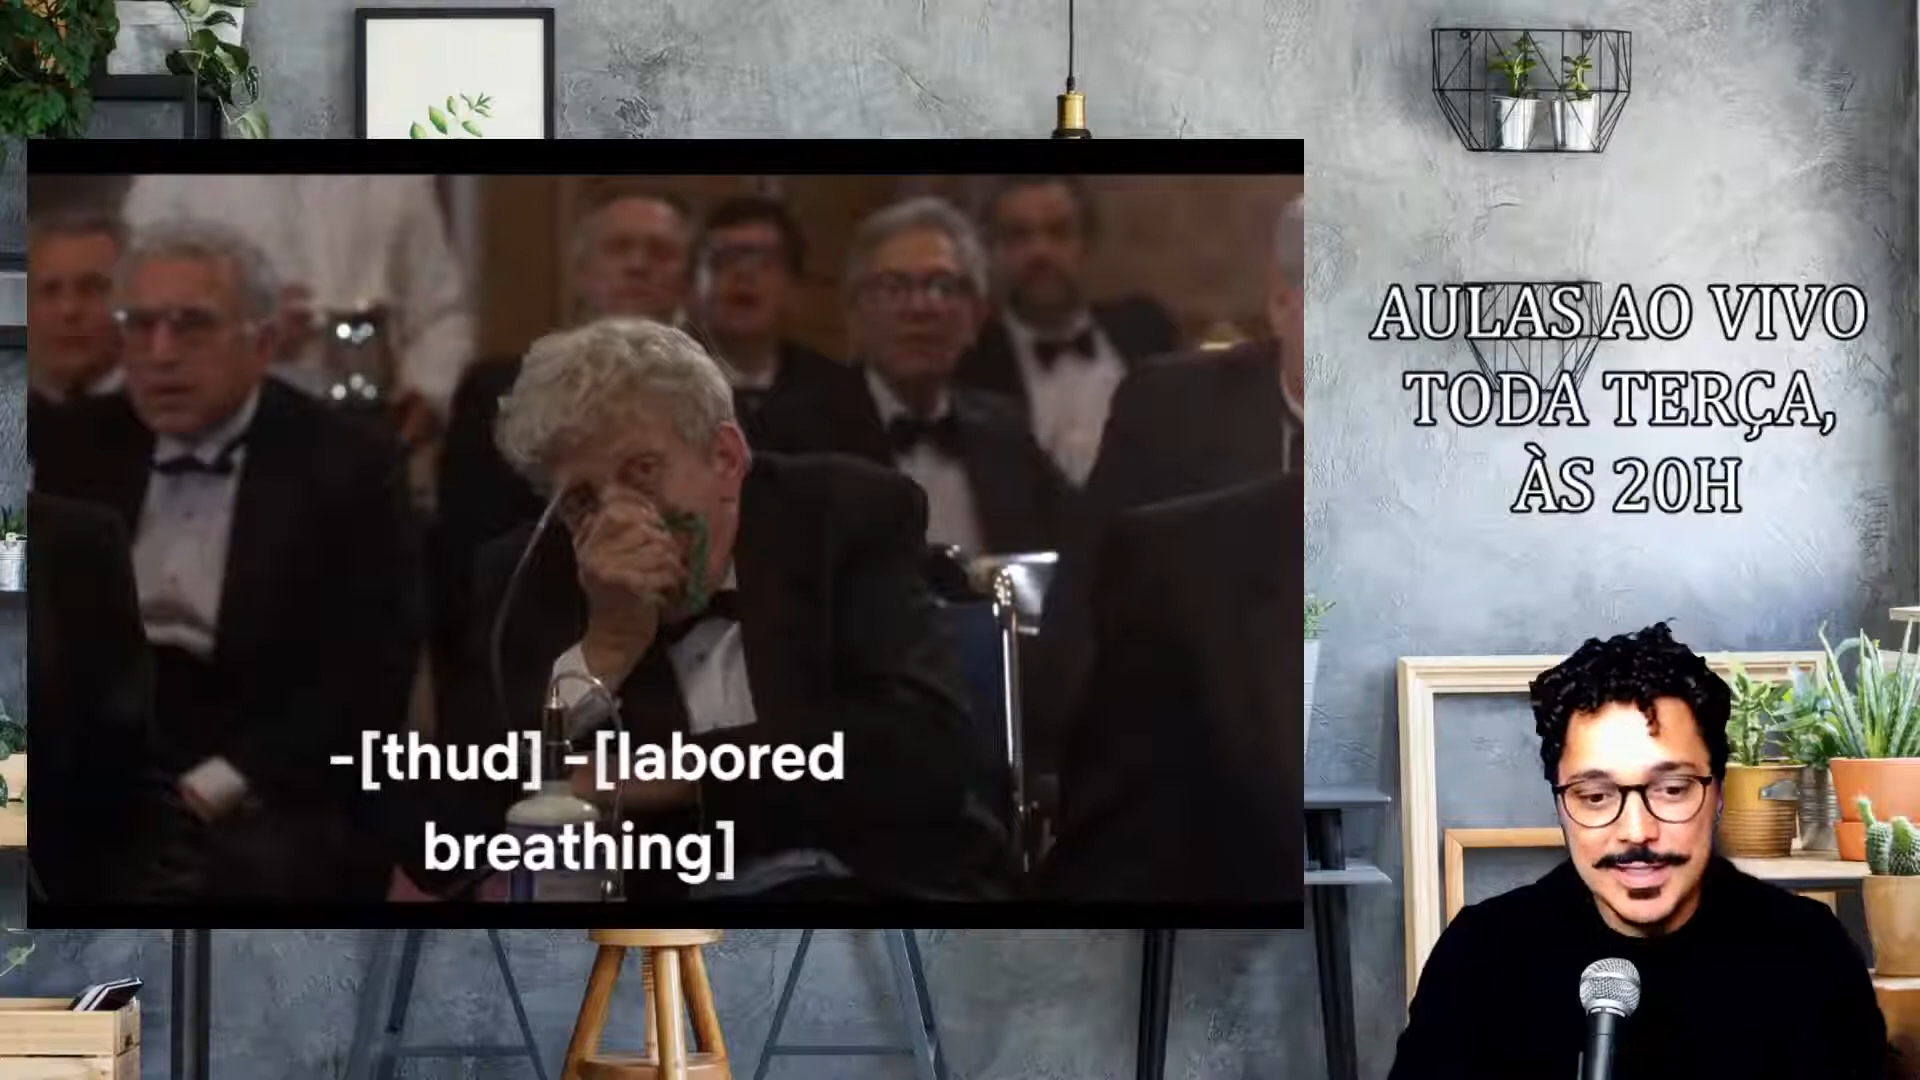 AULAS AO VIVO
TODA TERÇA,
ÀS 20H
-[thud] -[labored
breathing]